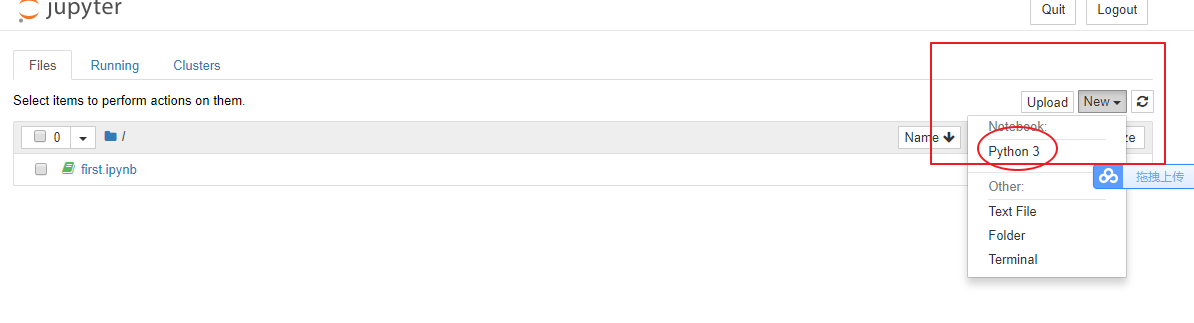 jupyter
Quit Logout
Files Running Clusters
Select items to perform actions on them.
Upload New
0 / Name
Notebook:
Python 3
first.ipynb
拖拽上传
Other:
Text File
Folder
Terminal